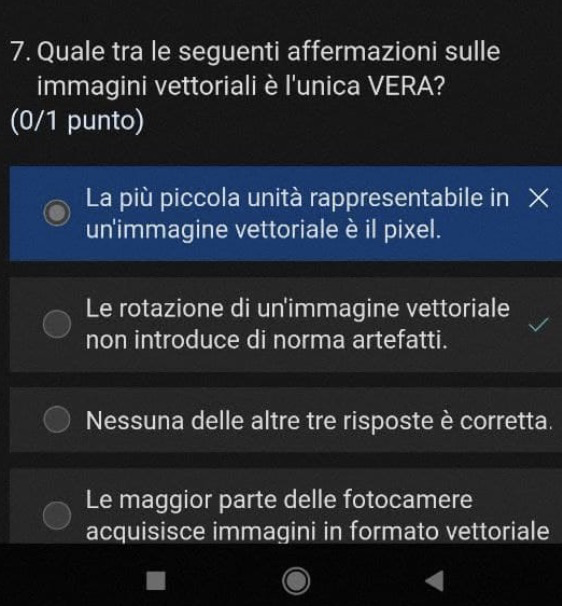 7. Quale tra le seguenti affermazioni sulle
immagini vettoriali è l'unica VERA?
(0/1 punto)
La più piccola unità rappresentabile in
un'immagine vettoriale è il pixel.
Le rotazione di un'immagine vettoriale
non introduce di norma artefatti.
Nessuna delle altre tre risposte è corretta.
Le maggior parte delle fotocamere
acquisisce immagini in formato vettoriale